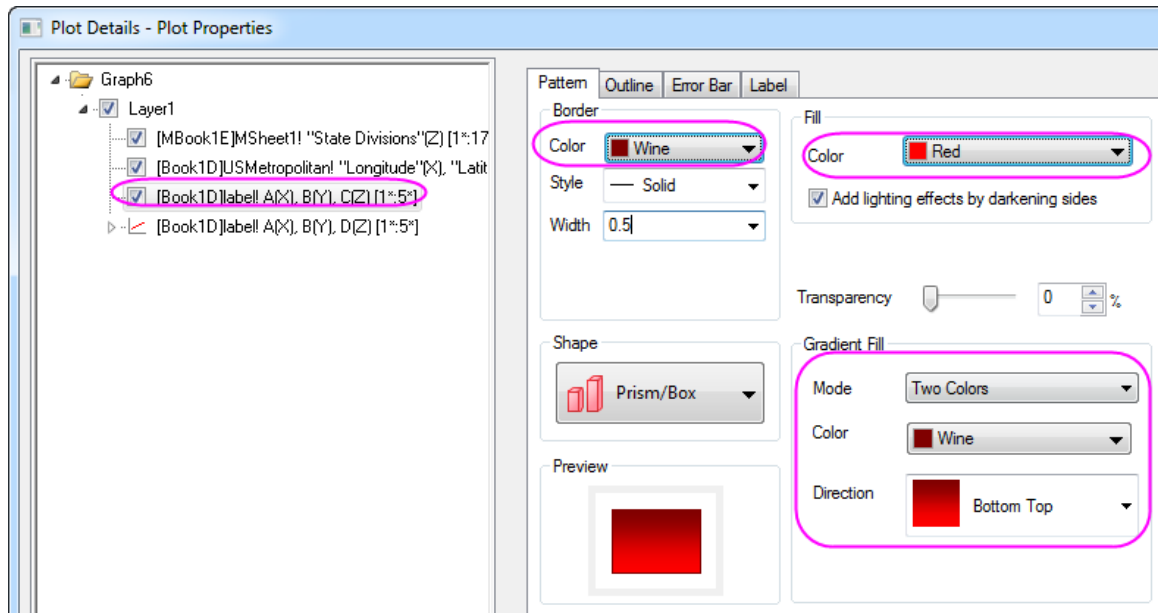 Plot Details - Plot Properties
Graph6
Layer1
[MBook1E]MSheet1! "State Divisions"(Z) [1*:17
[Book1D]USMetropolitan! "Longitude"(X), "Latit
[Book1D]label! A(X), B(Y), C(Z) [1*:5*]
[Book1D]label! A(X), B(Y), D(Z) [1*:5*]
Pattern Outline Error Bar Label
Border
Color Wine
Style Solid
Width 0.5
Fill
Color Red
Add lighting effects by darkening sides
Transparency 0 %
Shape
Prism/Box
Gradient Fill
Mode Two Colors
Color Wine
Direction Bottom Top
Preview